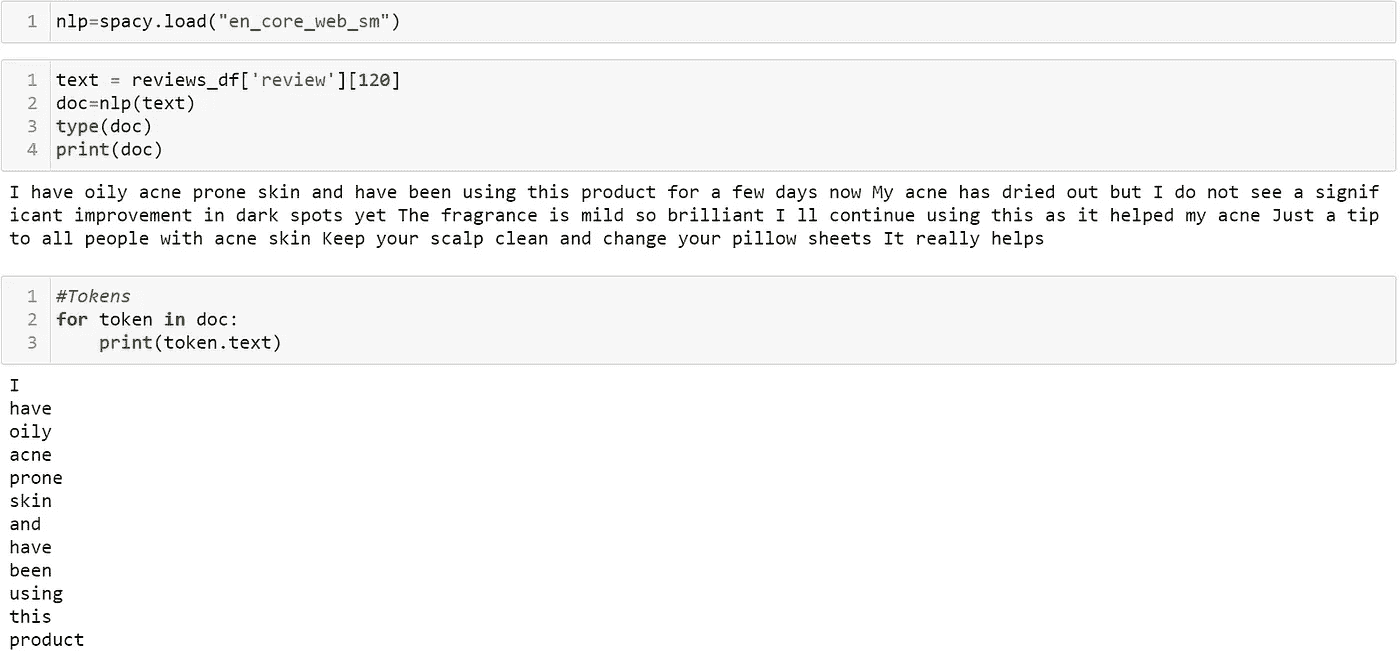 1 nlp=spacy.load("en_core_web_sm")
1 text = reviews_df['review'][120]
2 doc=nlp(text)
3 type(doc)
4 print(doc)
I have oily acne prone skin and have been using this product for a few days now My acne has dried out but I do not see a signif
icant improvement in dark spots yet The fragrance is mild so brilliant I ll continue using this as it helped my acne Just a tip
to all people with acne skin Keep your scalp clean and change your pillow sheets It really helps
1 #Tokens
2 for token in doc:
3     print(token.text)
I
have
oily
acne
prone
skin
and
have
been
using
this
product